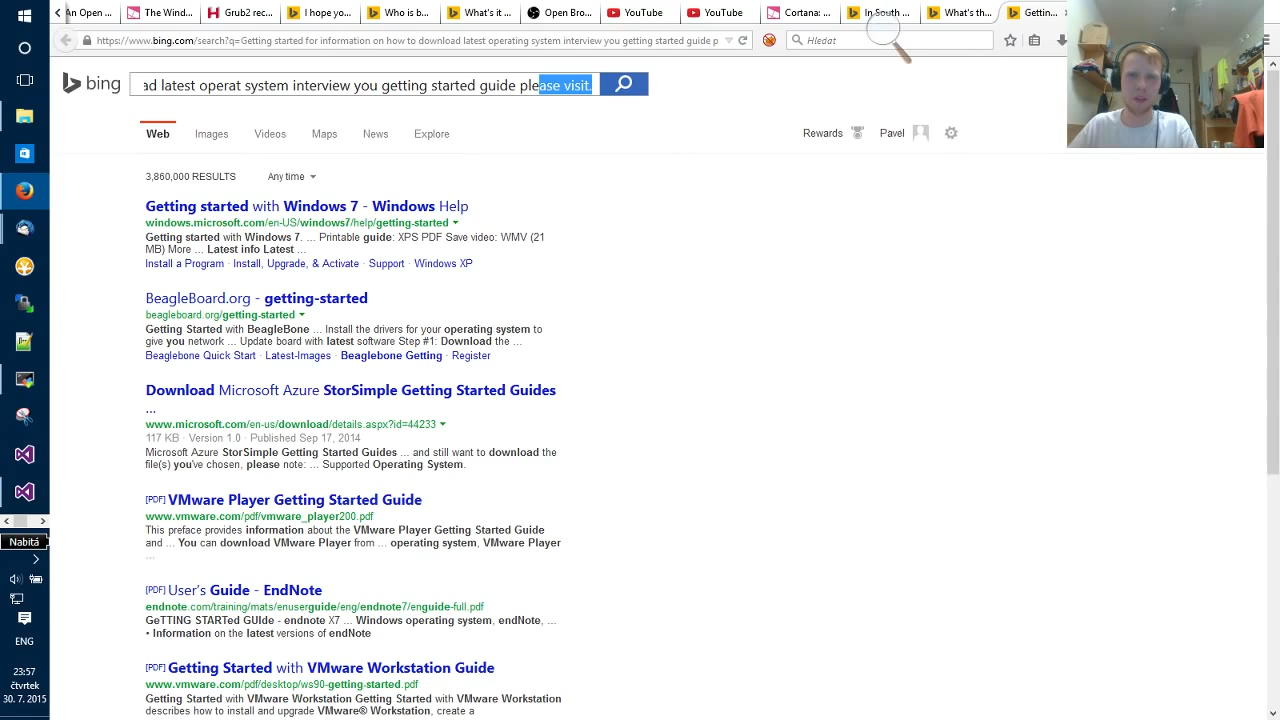 The Wind
Grub2 rec
I hope yo
Who is b
What's it
Open Bro
YouTube
YouTube
Cortana:
In South
What's th
Gettin
https://www.bing.com/search?q=Getting started for information on how to download latest operating system interview you getting started guide p
Hledat
bing
ad latest operat system interview you getting started guide please visit.
Web
Images
Videos
Maps
News
Explore
Rewards
Pavel
3,860,000 RESULTS
Any time
Getting started with Windows 7 - Windows Help
windows.microsoft.com/en-US/windows7/help/getting-started
Getting started with Windows 7. ... Printable guide: XPS PDF Save video: WMV (21
MB) More ... Latest info Latest ...
Install a Program · Install, Upgrade, & Activate · Support · Windows XP
BeagleBoard.org - getting-started
beagleboard.org/getting-started
Getting Started with BeagleBone ... Install the drivers for your operating system to
give you network ... Update board with latest software Step #1: Download the ...
Beaglebone Quick Start · Latest-Images · Beaglebone Getting · Register
Download Microsoft Azure StorSimple Getting Started Guides
...
www.microsoft.com/en-us/download/details.aspx?id=44233
117 KB · Version 1.0 · Published Sep 17, 2014
Microsoft Azure StorSimple Getting Started Guides ... and still want to download the
file(s) you've chosen, please note: ... Supported Operating System.
[PDF] VMware Player Getting Started Guide
www.vmware.com/pdf/vmware_player200.pdf
This preface provides information about the VMware Player Getting Started Guide
and ... You can download VMware Player from ... operating system, VMware Player
...
[PDF] User's Guide - EndNote
endnote.com/training/mats/enuserguide/eng/endnote7/enguide-full.pdf
GeTTING STARTed GUIde - endnote X7 ... Windows operating system, endNote, ...
• Information on the latest versions of endNote
[PDF] Getting Started with VMware Workstation Guide
www.vmware.com/pdf/desktop/ws90-getting-started.pdf
Getting Started with VMware Workstation Getting Started with VMware Workstation
describes how to install and upgrade VMware® Workstation, create a
Nabitá
ENG
23:57
čtvrtek
30. 7. 2015